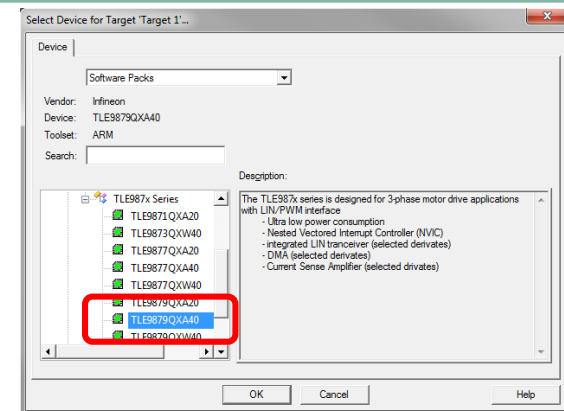 Select Device for Target 'Target 1'...
Device
Software Packs
Vendor: Infineon
Device: TLE9879QXA40
Toolset: ARM
Search:
Description:
TLE987x Series
TLE9871QXA20
TLE9873QXW40
TLE9877QXA20
TLE9877QXA40
TLE9877QXW40
TLE9879QXA20
TLE9879QXA40
TLE9879QXW40
The TLE987x series is designed for 3-phase motor drive applications
with LIN/PWM interface
- Ultra low power consumption
- Nested Vectored Interrupt Controller (NVIC)
- integrated LIN tranceiver (selected derivates)
- DMA (selected derivates)
- Current Sense Amplifier (selected drivates)
OK
Cancel
Help